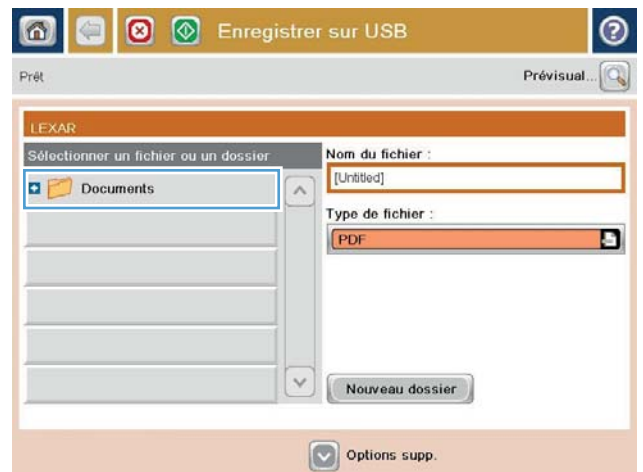 Enregistrer sur USB
Prêt
Prévisual...
LEXAR
Sélectionner un fichier ou un dossier
Documents
Nom du fichier :
[Untitled]
Type de fichier :
PDF
Nouveau dossier
Options supp.